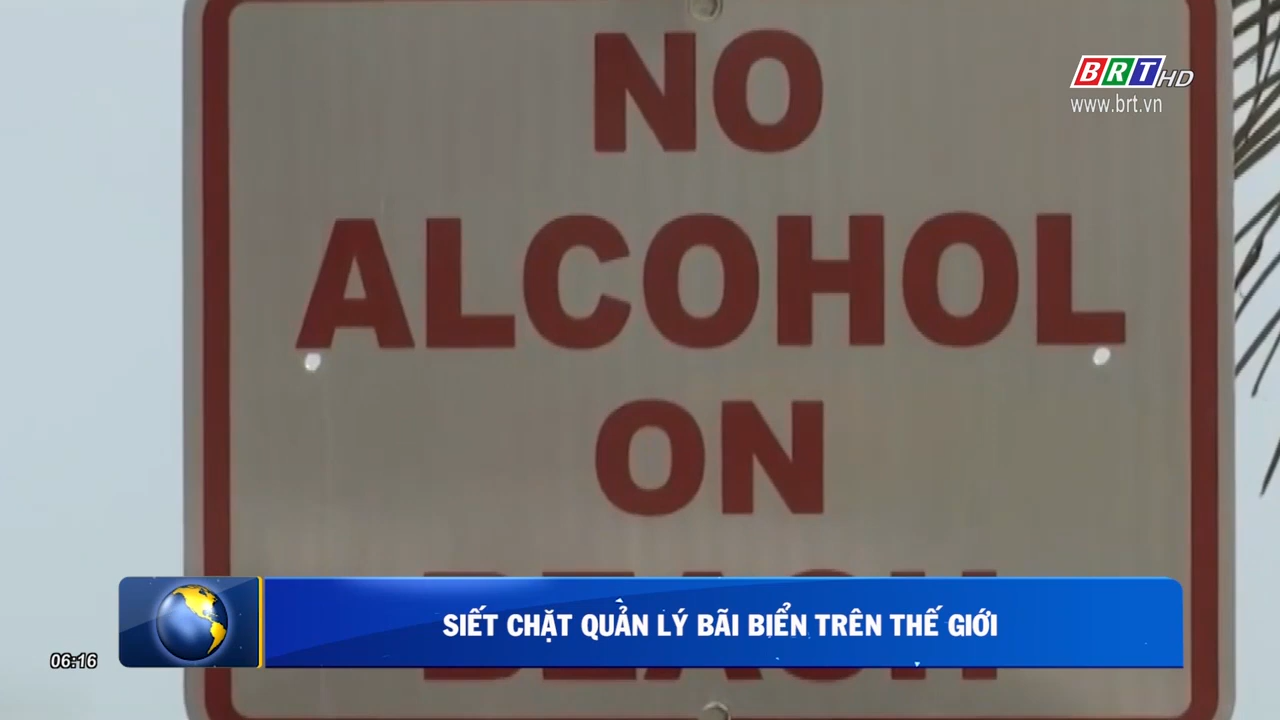 NO
ALCOHOL
ON
BEACH
BRT HD
www.brt.vn
SIẾT CHẶT QUẢN LÝ BÃI BIỂN TRÊN THẾ GIỚI
06:16